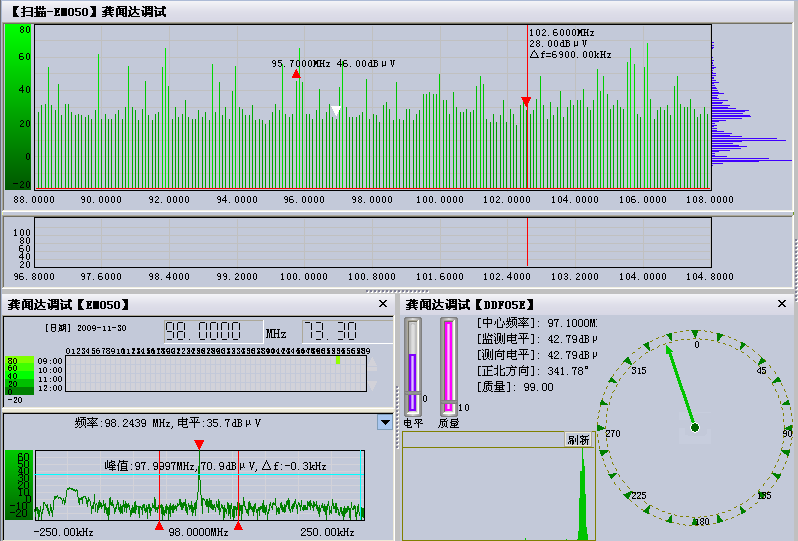 【扫描-EM050】龚闻达调试
80
60
40
20
0
-20
95.7000MHz 46.00dBμV
102.6000MHz
28.00dBμV
△f=6900.00kHz
88.0000 90.0000 92.0000 94.0000 96.0000 98.0000 100.0000 102.0000 104.0000 106.0000 108.0000
100
80
60
40
20
96.8000 97.6000 98.4000 99.2000 100.0000 100.8000 101.6000 102.4000 103.2000 104.0000 104.8000
龚闻达调试【EM050】 ×
[日期] 2009-11-30
98.0000 MHz 73.30
80
60
40
20
0
-20
09:00
10:00
11:00
12:00
频率:98.2439 MHz,电平:35.7dBμV
60
50
40
30
20
10
0
-10
-20
峰值:97.9997MHz,70.9dBμV,△f:-0.3kHz
-250.00kHz 98.0000MHz 250.00kHz
龚闻达调试【DDF05E】 ×
0
电平
10
质量
[中心频率]: 97.1000M
[监测电平]: 42.79dBμ
[测向电平]: 42.79dBμ
[正北方向]: 341.78°
[质量]: 99.00
刷新
0
315
270
90
225
135
180